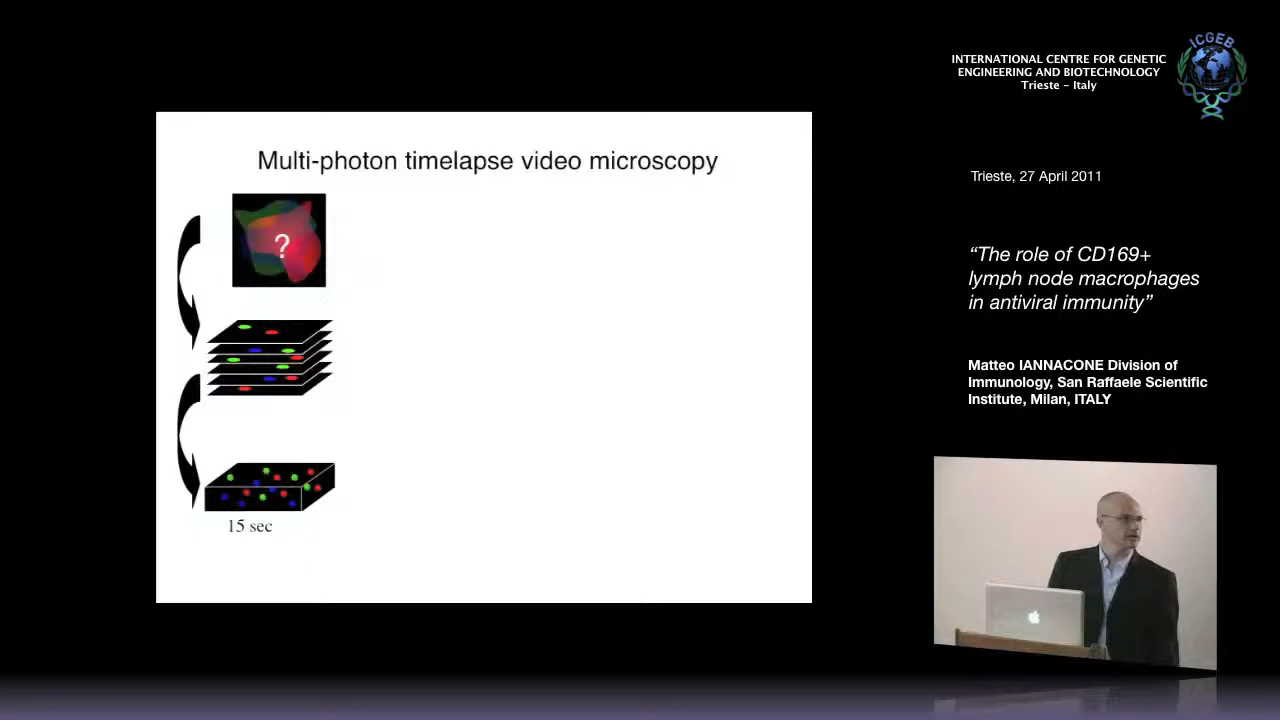 Multi-photon timelapse video microscopy
?
15 sec
ICGEB
INTERNATIONAL CENTRE FOR GENETIC
ENGINEERING AND BIOTECHNOLOGY
Trieste - Italy
Trieste, 27 April 2011
“The role of CD169+
lymph node macrophages
in antiviral immunity”
Matteo IANNACONE Division of
Immunology, San Raffaele Scientific
Institute, Milan, ITALY